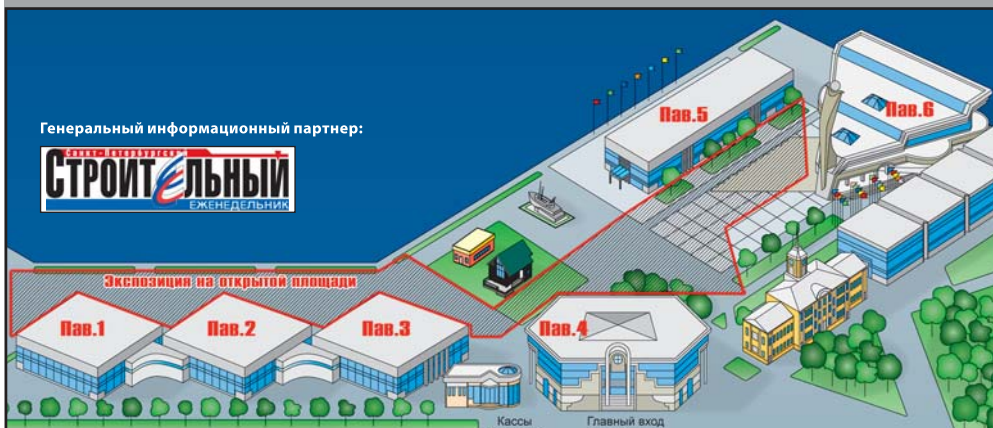 Генеральный информационный партнер:
Санкт-Петербургский
СТРОИТЕЛЬНЫЙ
ЕЖЕНЕДЕЛЬНИК
Пав.5
Пав.6
Экспозиция на открытой площади
Пав.1
Пав.2
Пав.3
Пав.4
Кассы
Главный вход